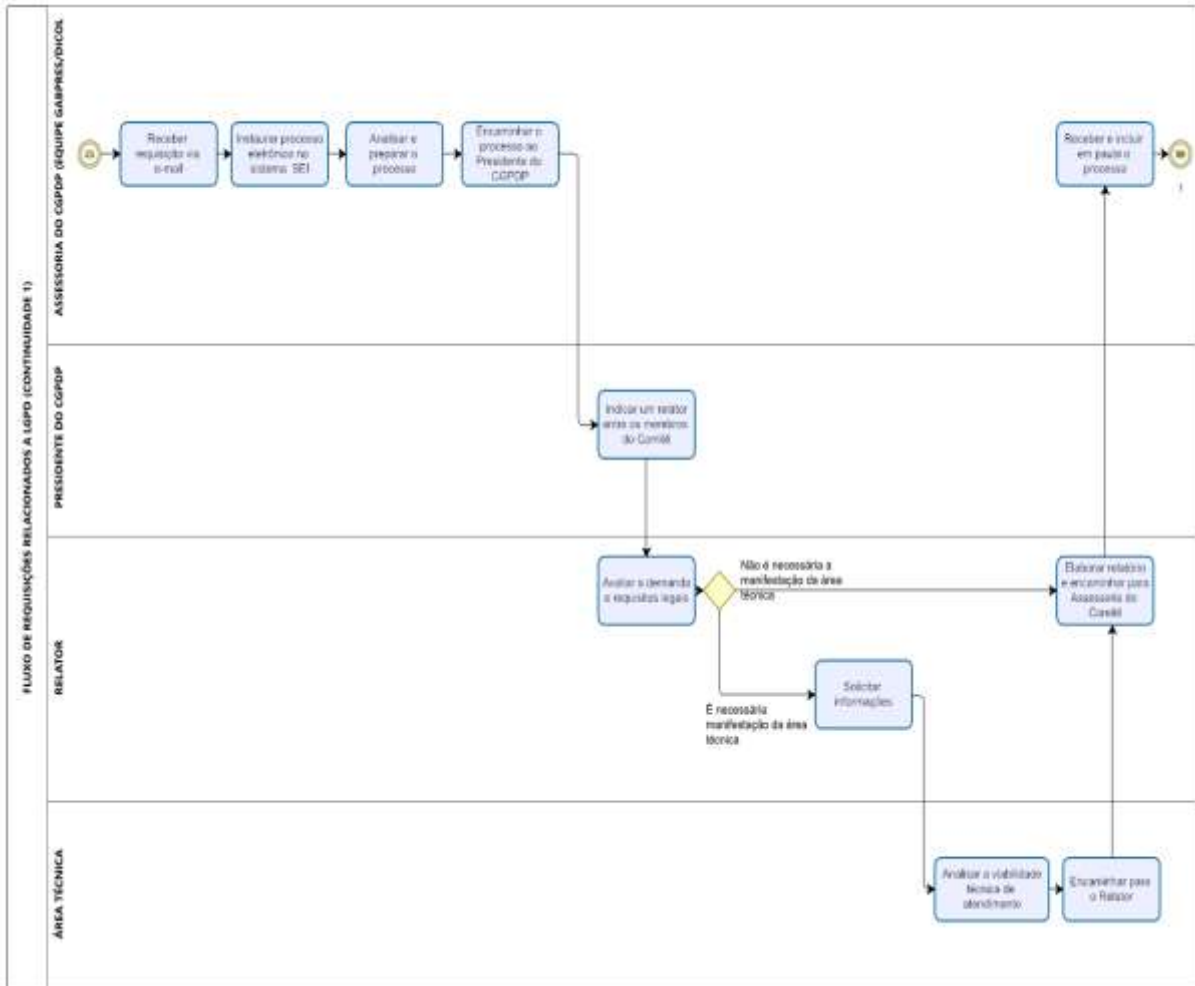 FLUXO DE REQUISIÇÕES RELACIONADOS A LGPD (CONTINUIDADE 1)
ASSESSORIA DO CGPDP (EQUIPE GABPRES/DICOL
Receber
requisição via
e-mail
Instaurar processo
eletrônico no
sistema SEI
Analisar e
preparar o
processo
Encaminhar o
processo ao
Presidente do
CGPDP
Receber e incluir
em pauta o
processo
PRESIDENTE DO CGPDP
Indicar um relator
entre os membros
do Comitê
RELATOR
Avaliar a demanda
e requisitos legais
Não é necessária a
manifestação da área
técnica
Elaborar relatório
e encaminhar para
Assessoria do
Comitê
É necessária
manifestação da área
técnica
Solicitar
informações
ÁREA TÉCNICA
Analisar a viabilidade
técnica de
atendimento
Encaminhar para
o Relator